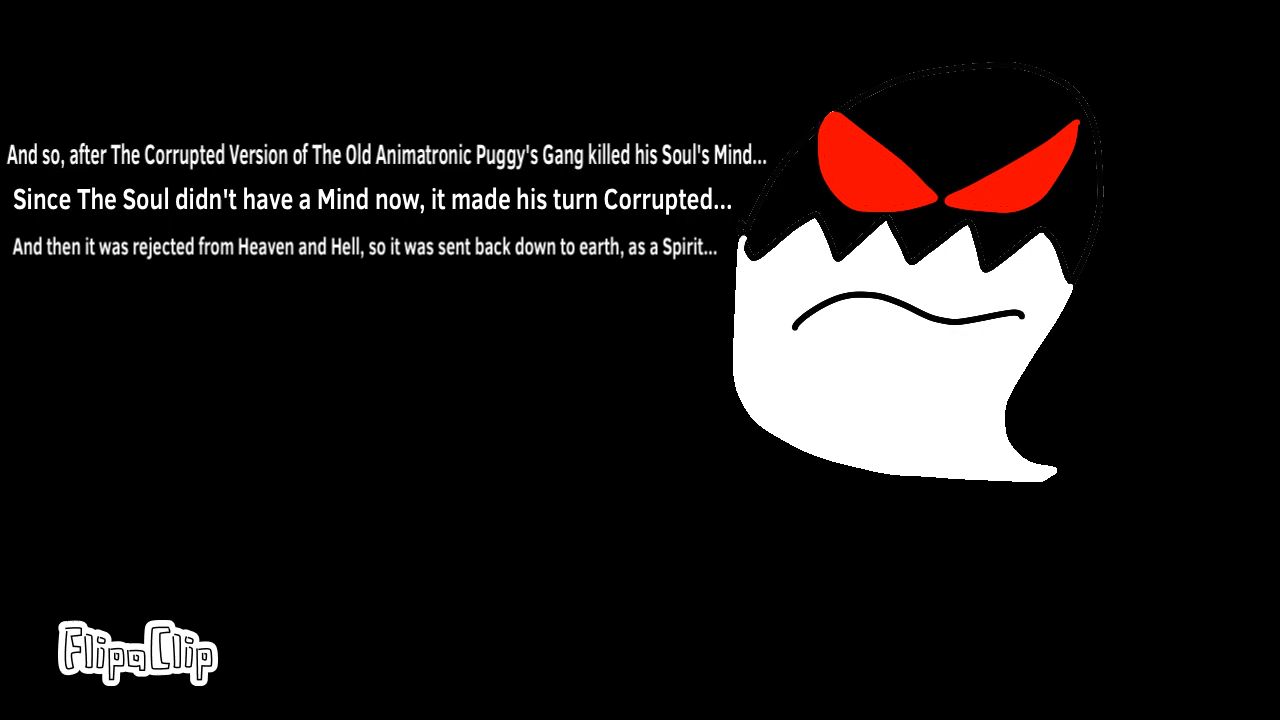 And so, after The Corrupted Version of The Old Animatronic Puggy's Gang killed his Soul's Mind...
Since The Soul didn't have a Mind now, it made his turn Corrupted...
And then it was rejected from Heaven and Hell, so it was sent back down to earth, as a Spirit...
FlipaClip